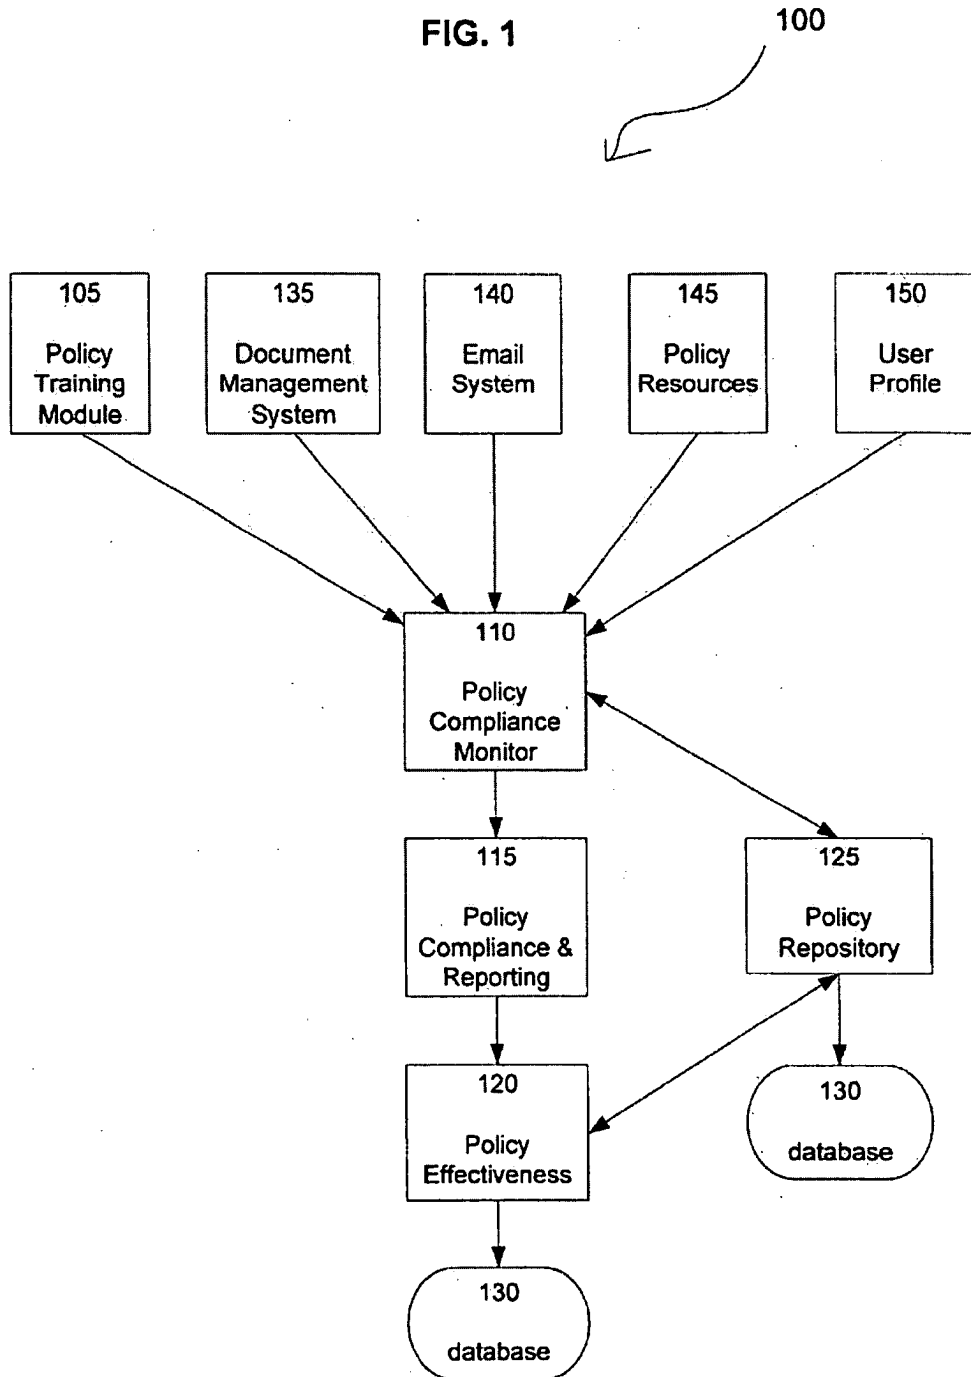 FIG. 1
100
105
Policy
Training
Module
135
Document
Management
System
140
Email
System
145
Policy
Resources
150
User
Profile
110
Policy
Compliance
Monitor
115
Policy
Compliance &
Reporting
125
Policy
Repository
120
Policy
Effectiveness
130
database
130
database